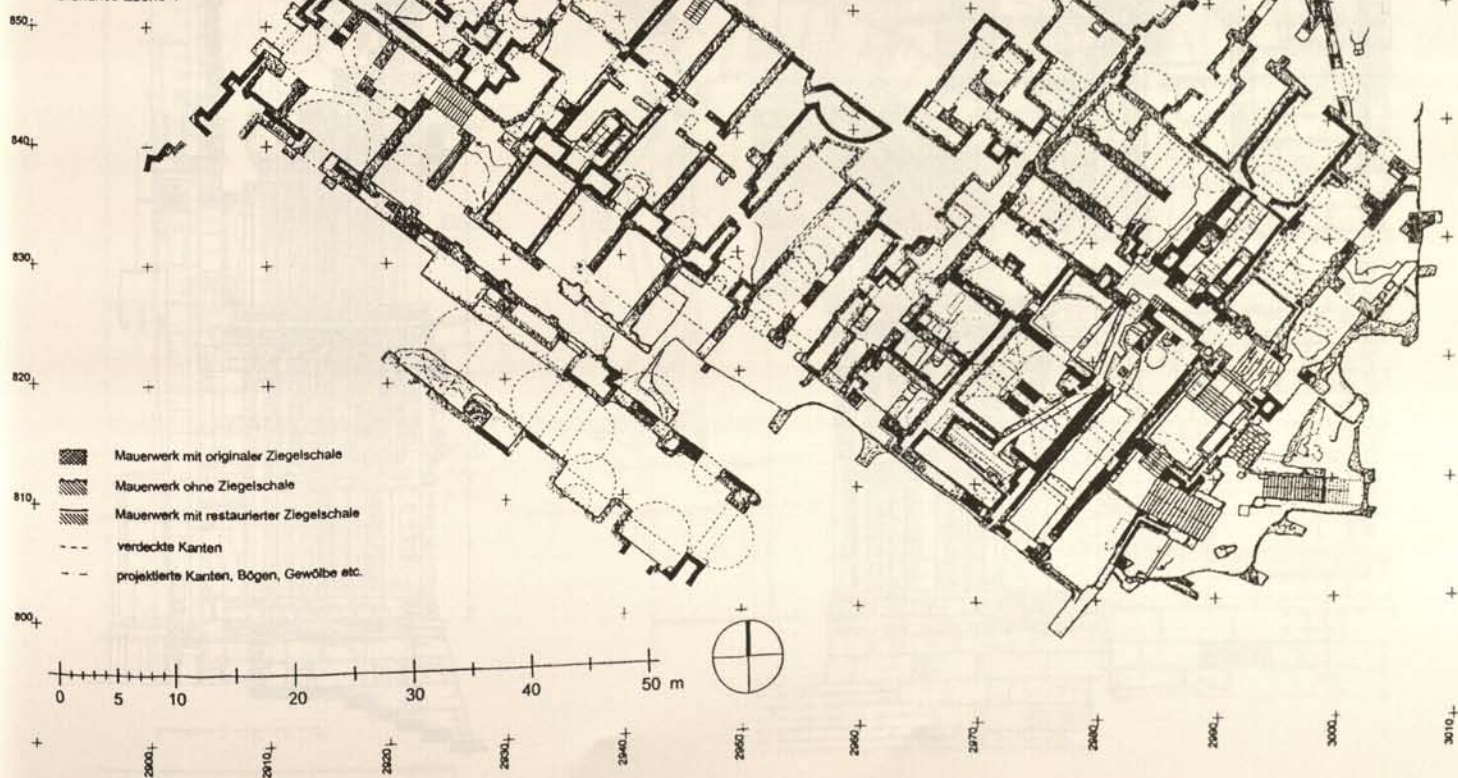 850
840
830
820
810
800
Mauerwerk mit originaler Ziegelschale
Mauerwerk ohne Ziegelschale
Mauerwerk mit restaurierter Ziegelschale
verdeckte Kanten
projektierte Kanten, Bögen, Gewölbe etc.
0 5 10 20 30 40 50 m
2900 2910 2920 2930 2940 2950 2960 2970 2980 2990 3000 3010